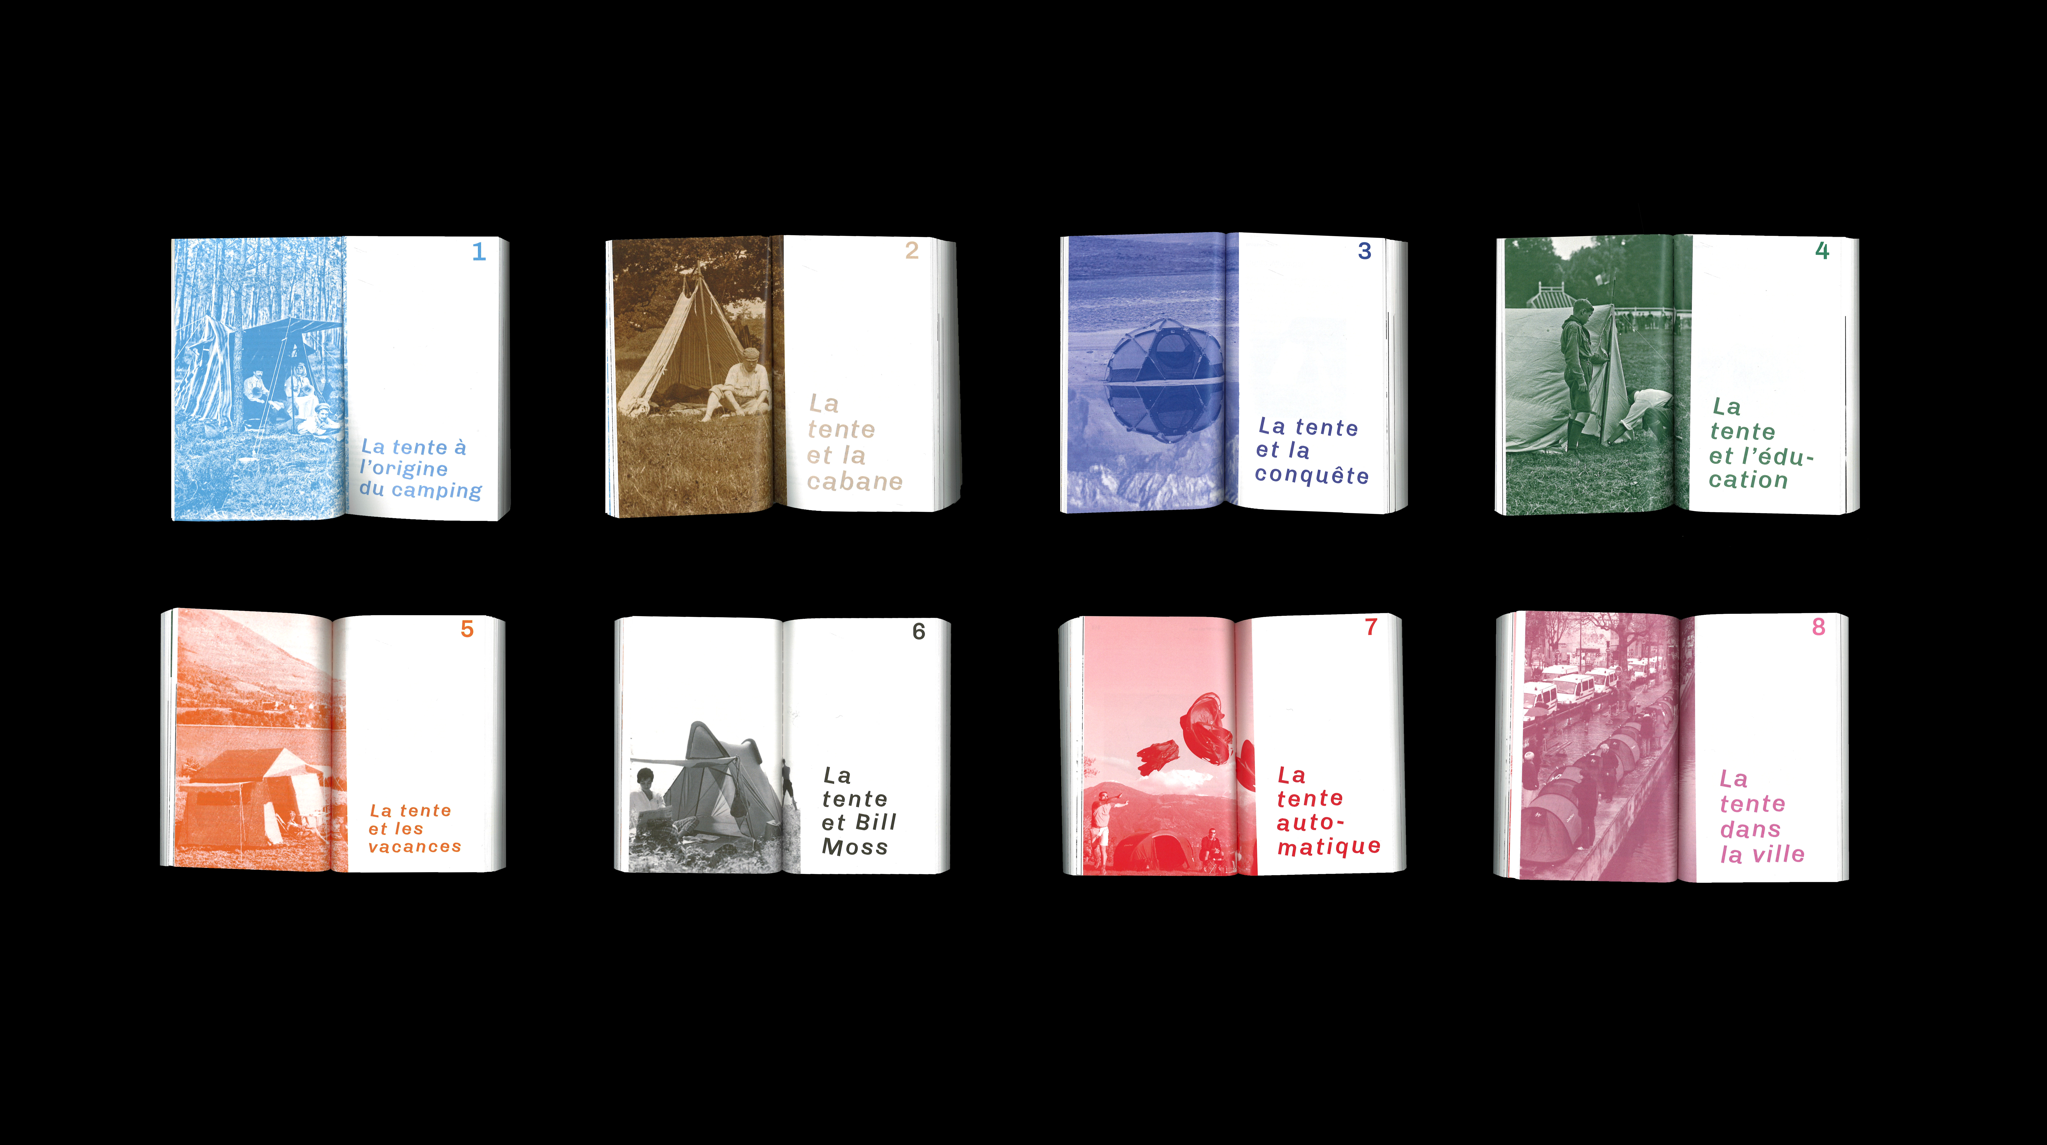 1
La tente à
l'origine
du camping
2
La
tente
et la
cabane
3
La tente
et la
conquête
4
La
tente
et l'édu-
cation
5
La tente
et les
vacances
6
La
tente
et Bill
Moss
7
La
tente
auto-
matique
8
La
tente
dans
la ville